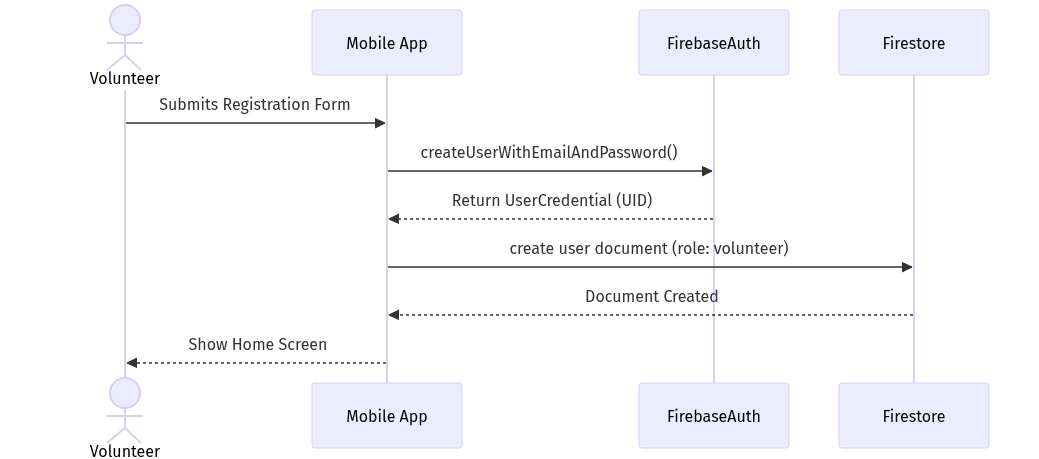 Mobile App
FirebaseAuth
Firestore
Volunteer
Submits Registration Form
createUserWithEmailAndPassword()
Return UserCredential (UID)
create user document (role: volunteer)
Document Created
Show Home Screen
Mobile App
FirebaseAuth
Firestore
Volunteer